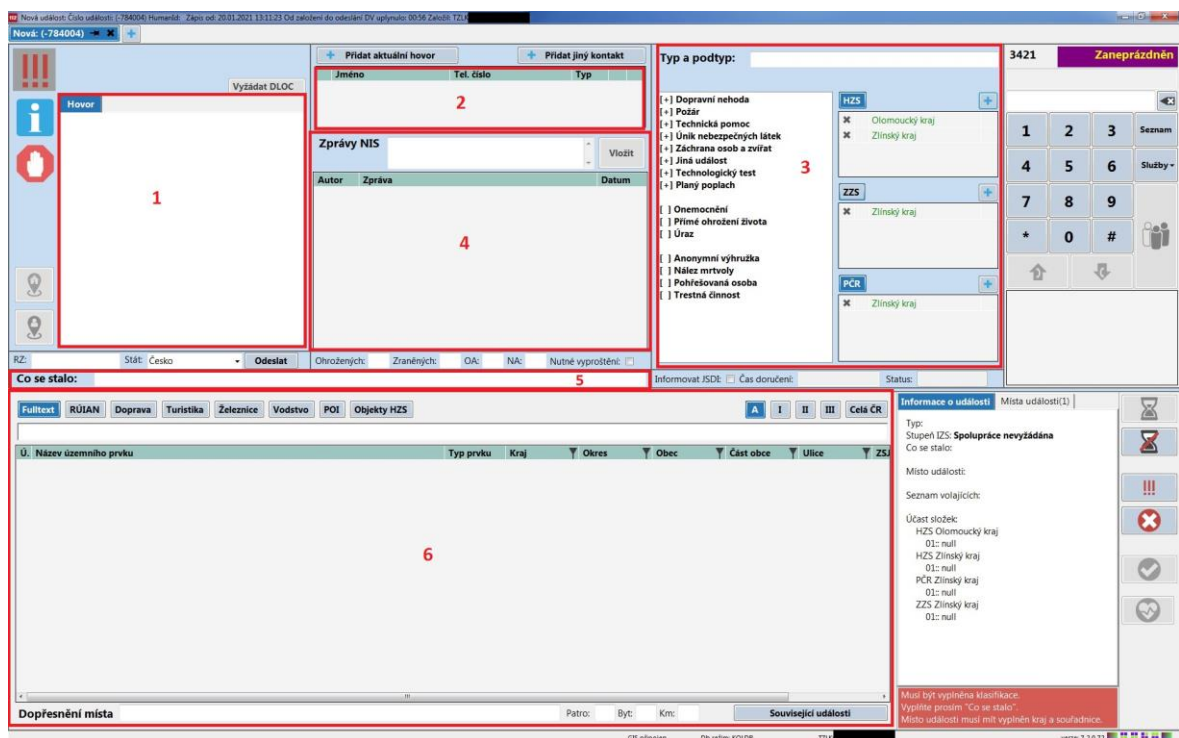 Nová událost: Číslo události: (-784004) HumanId: Zápis od: 20.01.2021 13:11:23 Od založení do odeslání DV uplynulo: 00:56 Založil: TZLK
Nová: (-784004)
Vyžádat DLOC
Hovor
1
RZ: Stát: Česko Odeslat
Přidat aktuální hovor Přidat jiný kontakt
Jméno Tel. číslo Typ
2
Zprávy NIS Vložit
Autor Zpráva Datum
4
Ohrožených: Zraněných: OA: NA: Nutné vyproštění:
Co se stalo: 5
Typ a podtyp:
[+] Dopravní nehoda
[+] Požár
[+] Technická pomoc
[+] Únik nebezpečných látek
[+] Záchrana osob a zvířat
[+] Jiná událost
[+] Technologický test
[+] Planý poplach
[ ] Onemocnění
[ ] Přímé ohrožení života
[ ] Úraz
[ ] Anonymní výhružka
[ ] Nález mrtvoly
[ ] Pohřešovaná osoba
[ ] Trestná činnost
3
HZS
Olomoucký kraj
Zlínský kraj
ZZS
Zlínský kraj
PČR
Zlínský kraj
Informovat JSDI: Čas doručení: Status:
3421 Zaneprázdněn
1 2 3 Seznam
4 5 6 Služby
7 8 9
* 0 #
Fulltext RÚIAN Doprava Turistika Železnice Vodstvo POI Objekty HZS A I II III Celá ČR
Ú. Název územního prvku Typ prvku Kraj Okres Obec Část obce Ulice ZSJ
6
Dopřesnění místa Patro: Byt: Km: Související události
Informace o události Místa události(1)
Typ:
Stupeň IZS: Spolupráce nevyžádána
Co se stalo:
Místo události:
Seznam volajících:
Účast složek:
HZS Olomoucký kraj
01:: null
HZS Zlínský kraj
01:: null
PČR Zlínský kraj
01:: null
ZZS Zlínský kraj
01:: null
!!!
Musí být vyplněna klasifikace.
Vyplňte prosím "Co se stalo".
Místo události musí mít vyplněn kraj a souřadnice.